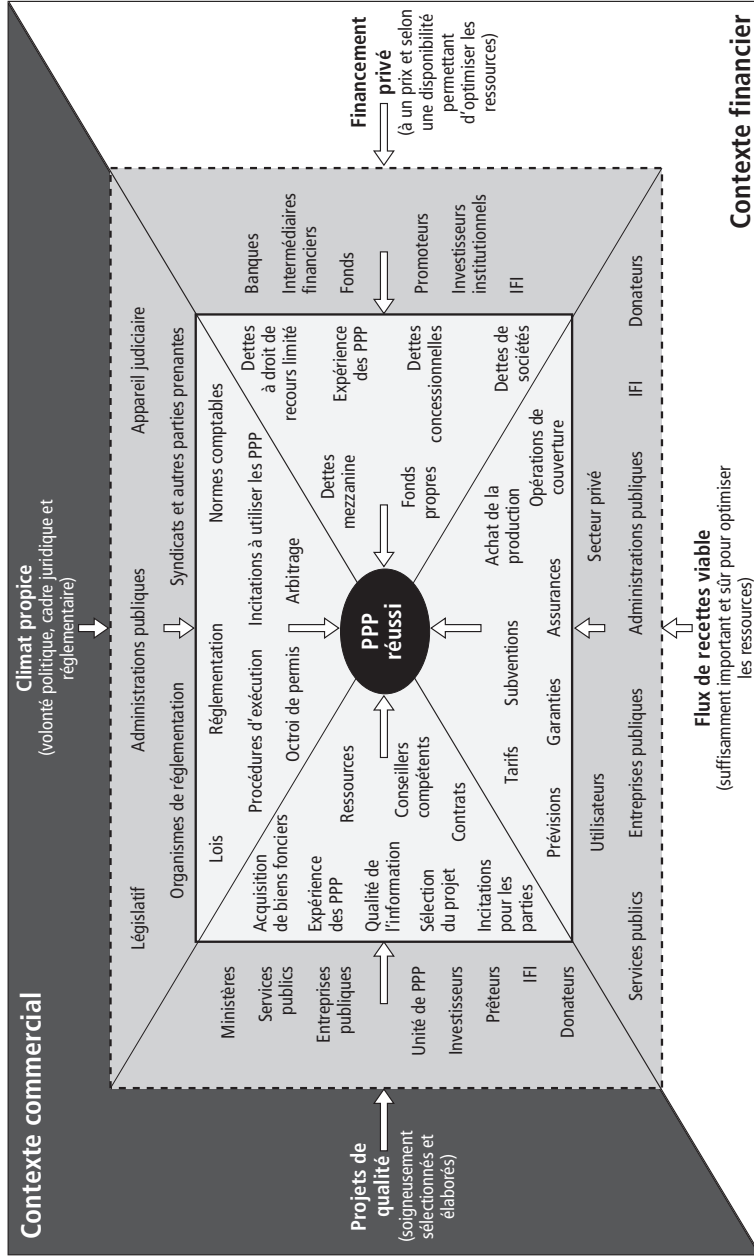 Contexte commercial
Climat propice
(volonté politique, cadre juridique et
réglementaire)
Législatif
Administrations publiques
Appareil judiciaire
Organismes de réglementation
Syndicats et autres parties prenantes
Lois
Réglementation
Normes comptables
Procédures d'exécution
Incitations à utiliser les PPP
Octroi de permis
Arbitrage
Projets de
qualité
(soigneusement
sélectionnés et
élaborés)
Ministères
Services
publics
Entreprises
publiques
Unité de PPP
Investisseurs
Prêteurs
IFI
Donateurs
Acquisition
de biens fonciers
Expérience
des PPP
Qualité de
l'information
Sélection
du projet
Incitations
pour les
parties
Ressources
Conseillers
compétents
Contrats
PPP
réussi
Dettes
mezzanine
Fonds
propres
Dettes
à droit de
recours limité
Expérience
des PPP
Dettes
concessionnelles
Dettes de
sociétés
Banques
Intermédiaires
financiers
Fonds
Promoteurs
Investisseurs
institutionnels
IFI
Financement
privé
(à un prix et selon
une disponibilité
permettant
d'optimiser les
ressources)
Tarifs
Subventions
Achat de la
production
Prévisions
Garanties
Assurances
Opérations de
couverture
Utilisateurs
Secteur privé
Services publics
Entreprises publiques
Administrations publiques
IFI
Donateurs
Flux de recettes viable
(suffisamment important et sûr pour optimiser
les ressources)
Contexte financier